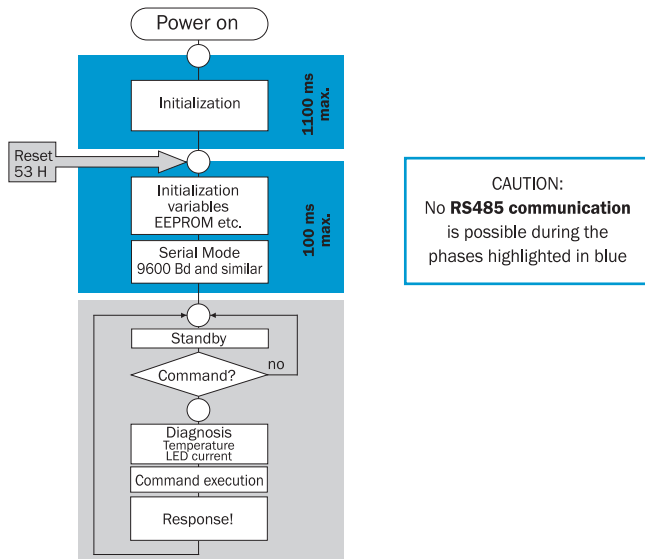 Power on
Initialization
1100 ms
max.
Reset
53 H
Initialization
variables
EEPROM etc.
Serial Mode
9600 Bd and similar
100 ms
max.
CAUTION:
No RS485 communication
is possible during the
phases highlighted in blue
Standby
Command?
no
Diagnosis
Temperature
LED current
Command execution
Response!